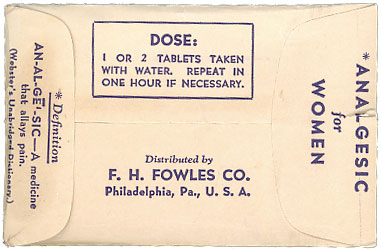 DOSE:
1 OR 2 TABLETS TAKEN
WITH WATER. REPEAT IN
ONE HOUR IF NECESSARY.
Distributed by
F. H. FOWLES CO.
Philadelphia, Pa., U. S. A.
* Definition
AN-AL-GĒ'-SIC—A medicine
that allays pain.
(Webster's Unabridged Dictionary.)
* ANALGESIC
for
WOMEN